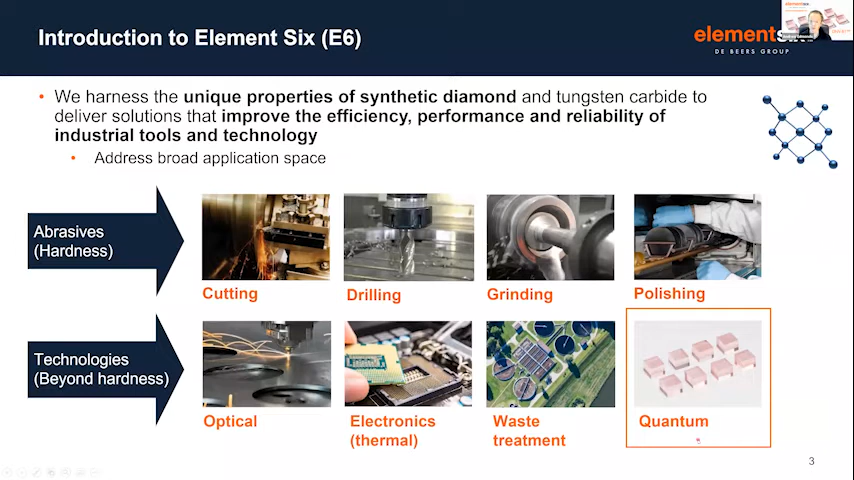 Introduction to Element Six (E6)
elementsix
DE BEERS GROUP
• We harness the unique properties of synthetic diamond and tungsten carbide to
deliver solutions that improve the efficiency, performance and reliability of
industrial tools and technology
• Address broad application space
Abrasives
(Hardness)
Cutting
Drilling
Grinding
Polishing
Technologies
(Beyond hardness)
Optical
Electronics
(thermal)
Waste
treatment
Quantum
3